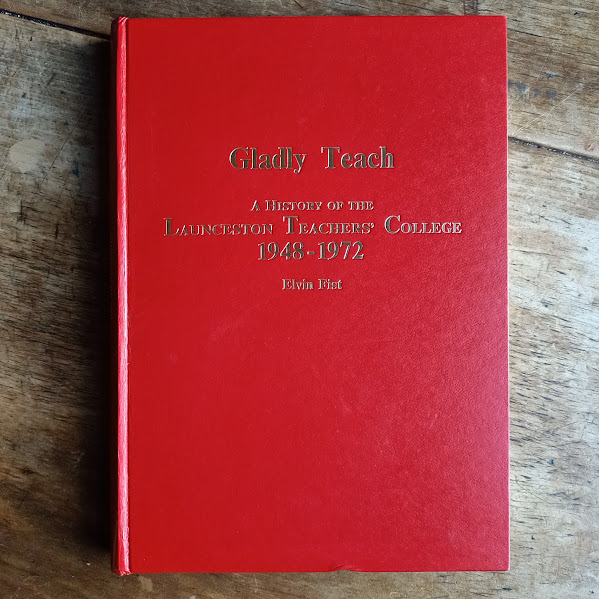 Gladly Teach
A History of the
Launceston Teachers' College
1948-1972
Elvin Fist